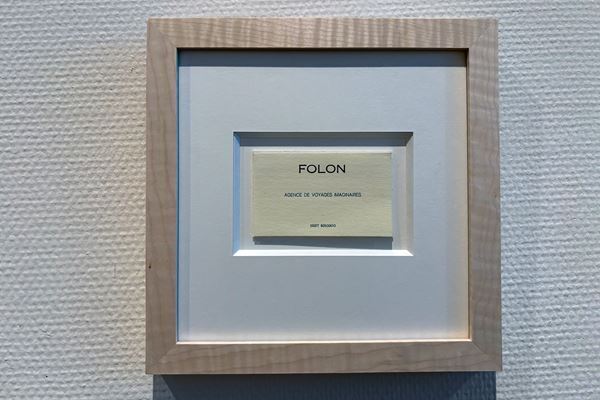 FOLON
AGENCE DE VOYAGES IMAGINAIRES